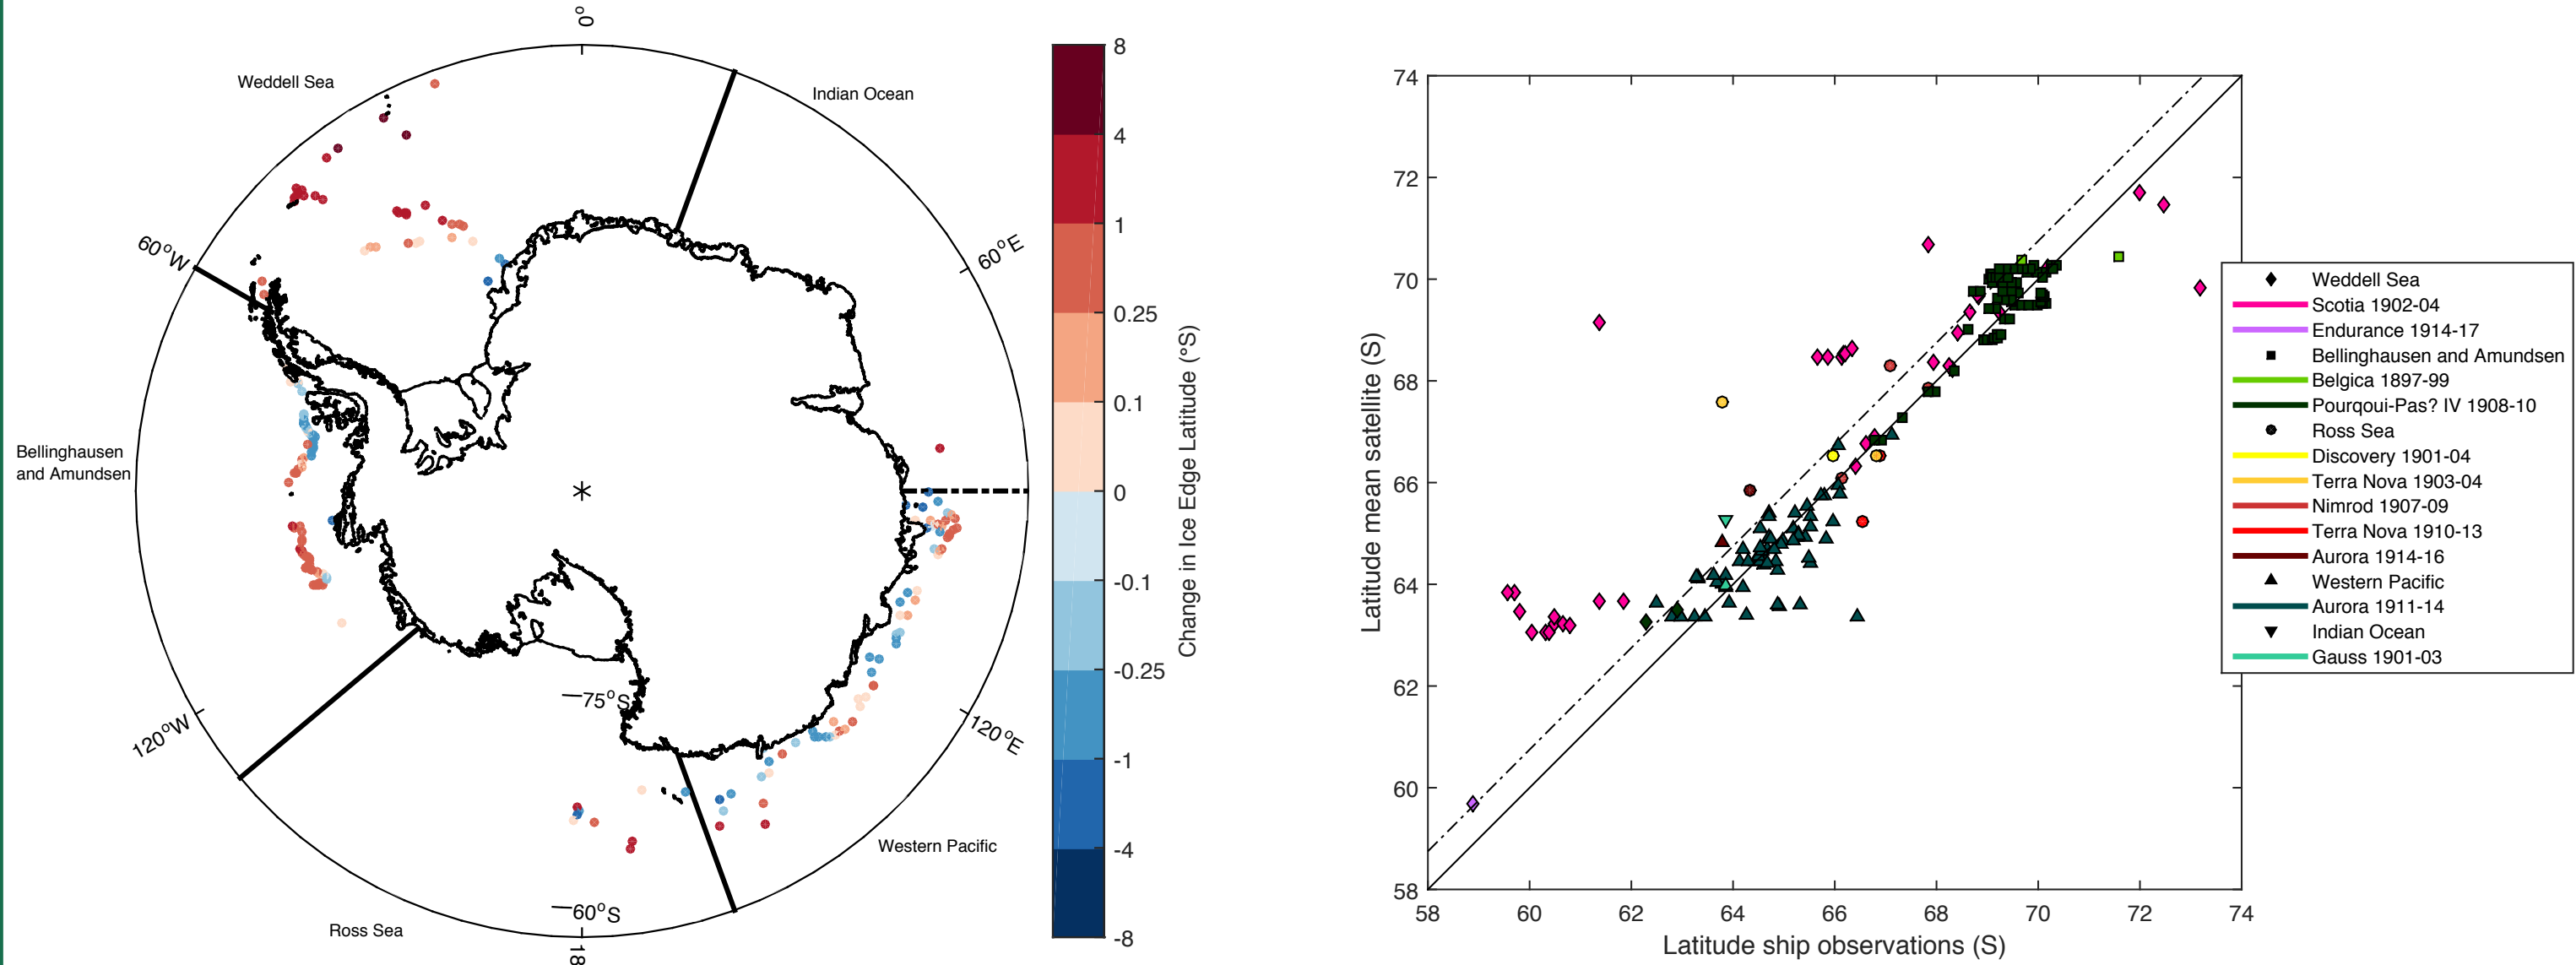 0°
Weddell Sea
Indian Ocean
60°W
60°E
Bellinghausen
and Amundsen
75°S
120°W
120°E
Western Pacific
60°S
Ross Sea
18
8
4
1
0.25
0.1
0
-0.1
-0.25
-1
-4
-8
Change in Ice Edge Latitude (°S)
74
72
70
68
66
64
62
60
58
Latitude mean satellite (S)
58 60 62 64 66 68 70 72 74
Latitude ship observations (S)
Weddell Sea
Scotia 1902-04
Endurance 1914-17
Bellinghausen and Amundsen
Belgica 1897-99
Pourqoui-Pas? IV 1908-10
Ross Sea
Discovery 1901-04
Terra Nova 1903-04
Nimrod 1907-09
Terra Nova 1910-13
Aurora 1914-16
Western Pacific
Aurora 1911-14
Indian Ocean
Gauss 1901-03